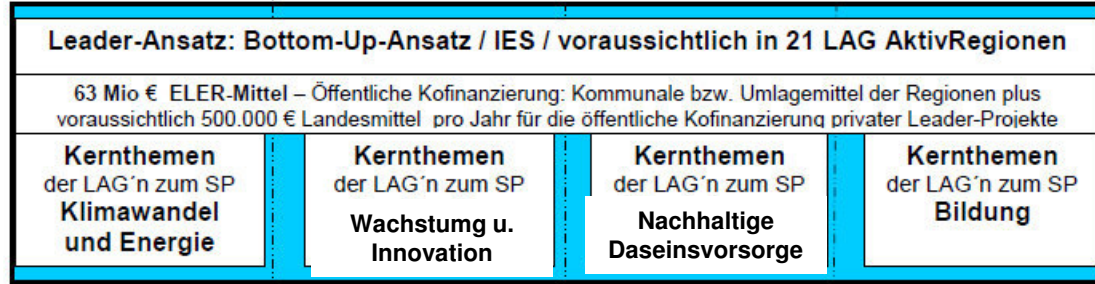 Leader-Ansatz: Bottom-Up-Ansatz / IES / voraussichtlich in 21 LAG AktivRegionen
63 Mio € ELER-Mittel – Öffentliche Kofinanzierung: Kommunale bzw. Umlagemittel der Regionen plus
voraussichtlich 500.000 € Landesmittel pro Jahr für die öffentliche Kofinanzierung privater Leader-Projekte
Kernthemen
der LAG´n zum SP
Klimawandel
und Energie
Kernthemen
der LAG´n zum SP
Wachstumg u.
Innovation
Kernthemen
der LAG´n zum SP
Nachhaltige
Daseinsvorsorge
Kernthemen
der LAG´n zum SP
Bildung